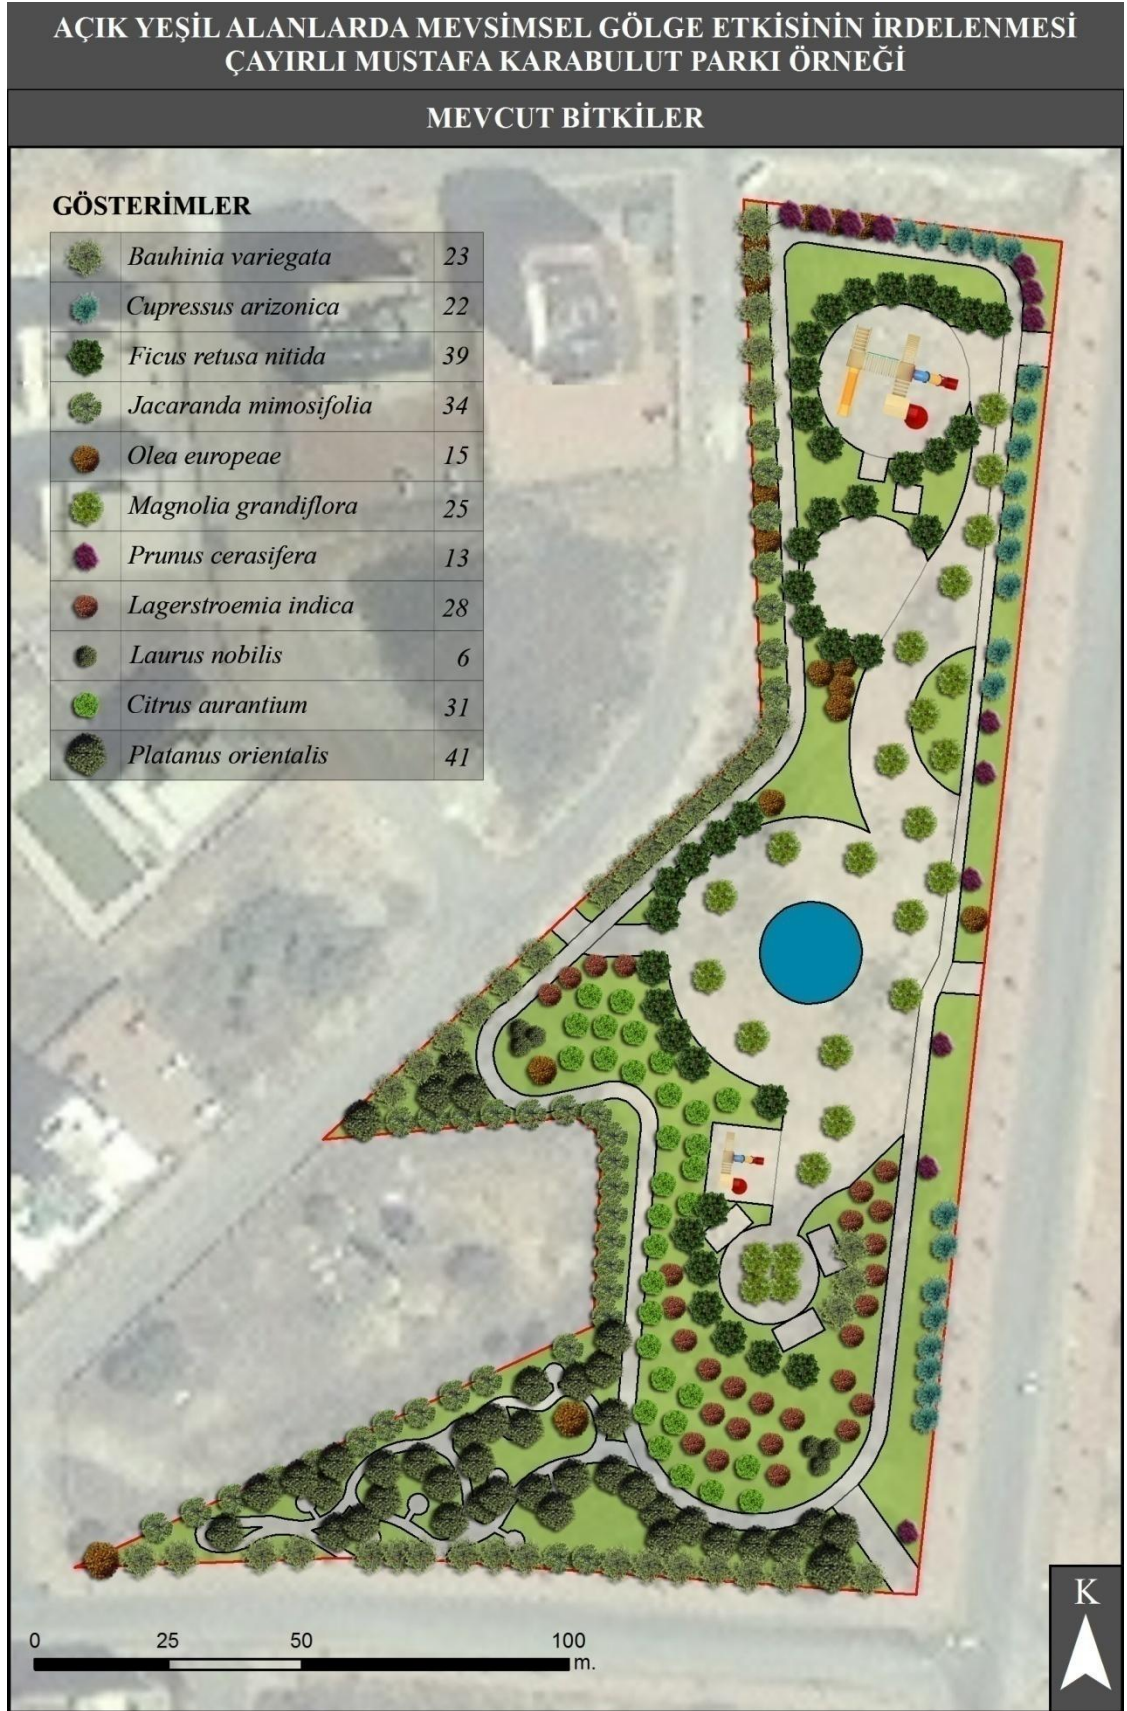 AÇIK YEŞİL ALANLARDA MEVSİMSEL GÖLGE ETKİSİNİN İRDELENMESİ
ÇAYIRLI MUSTAFA KARABULUT PARKI ÖRNEĞİ
MEVCUT BİTKİLER
GÖSTERİMLER
Bauhinia variegata 23
Cupressus arizonica 22
Ficus retusa nitida 39
Jacaranda mimosifolia 34
Olea europeae 15
Magnolia grandiflora 25
Prunus cerasifera 13
Lagerstroemia indica 28
Laurus nobilis 6
Citrus aurantium 31
Platanus orientalis 41
K
0 25 50 100
m.